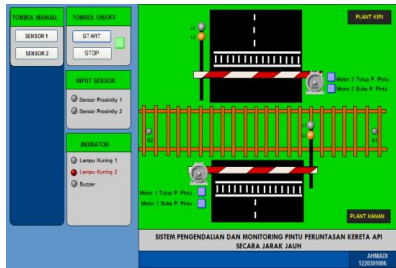 TOMBOL MANUAL
SENSOR 1
SENSOR 2
TOMBOL ON/OFF
START
STOP
INPUT SENSOR
Sensor Proximity 1
Sensor Proximity 2
INDIKATOR
Lampu Kuning 1
Lampu Kuning 2
Buzzer
PLANT KIRI
Motor 2 Tutup P. Pintu
Motor 2 Buka P. Pintu
S2
S1
Motor 1 Tutup P. Pintu
Motor 1 Buka P. Pintu
PLANT KANAN
SISTEM PENGENDALIAN DAN MONITORING PINTU PERLINTASAN KERETA API
SECARA JARAK JAUH
AHMADI
1220301006